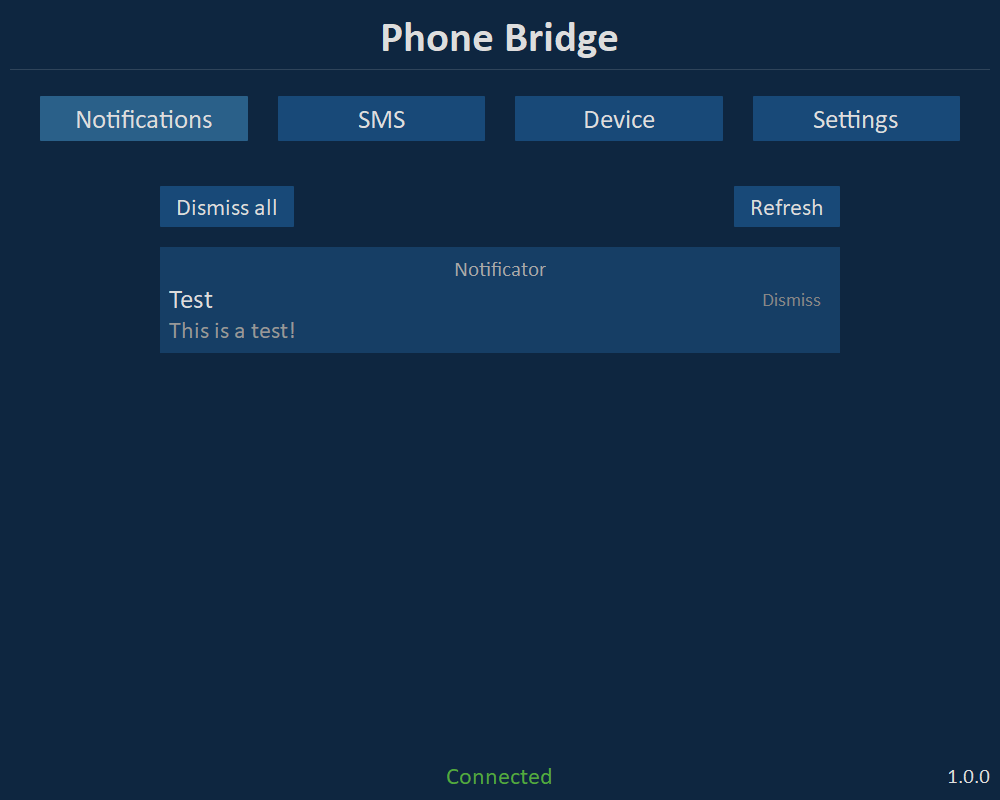 Phone Bridge
Notifications SMS Device Settings
Dismiss all Refresh
Notificator
Test Dismiss
This is a test!
Connected 1.0.0